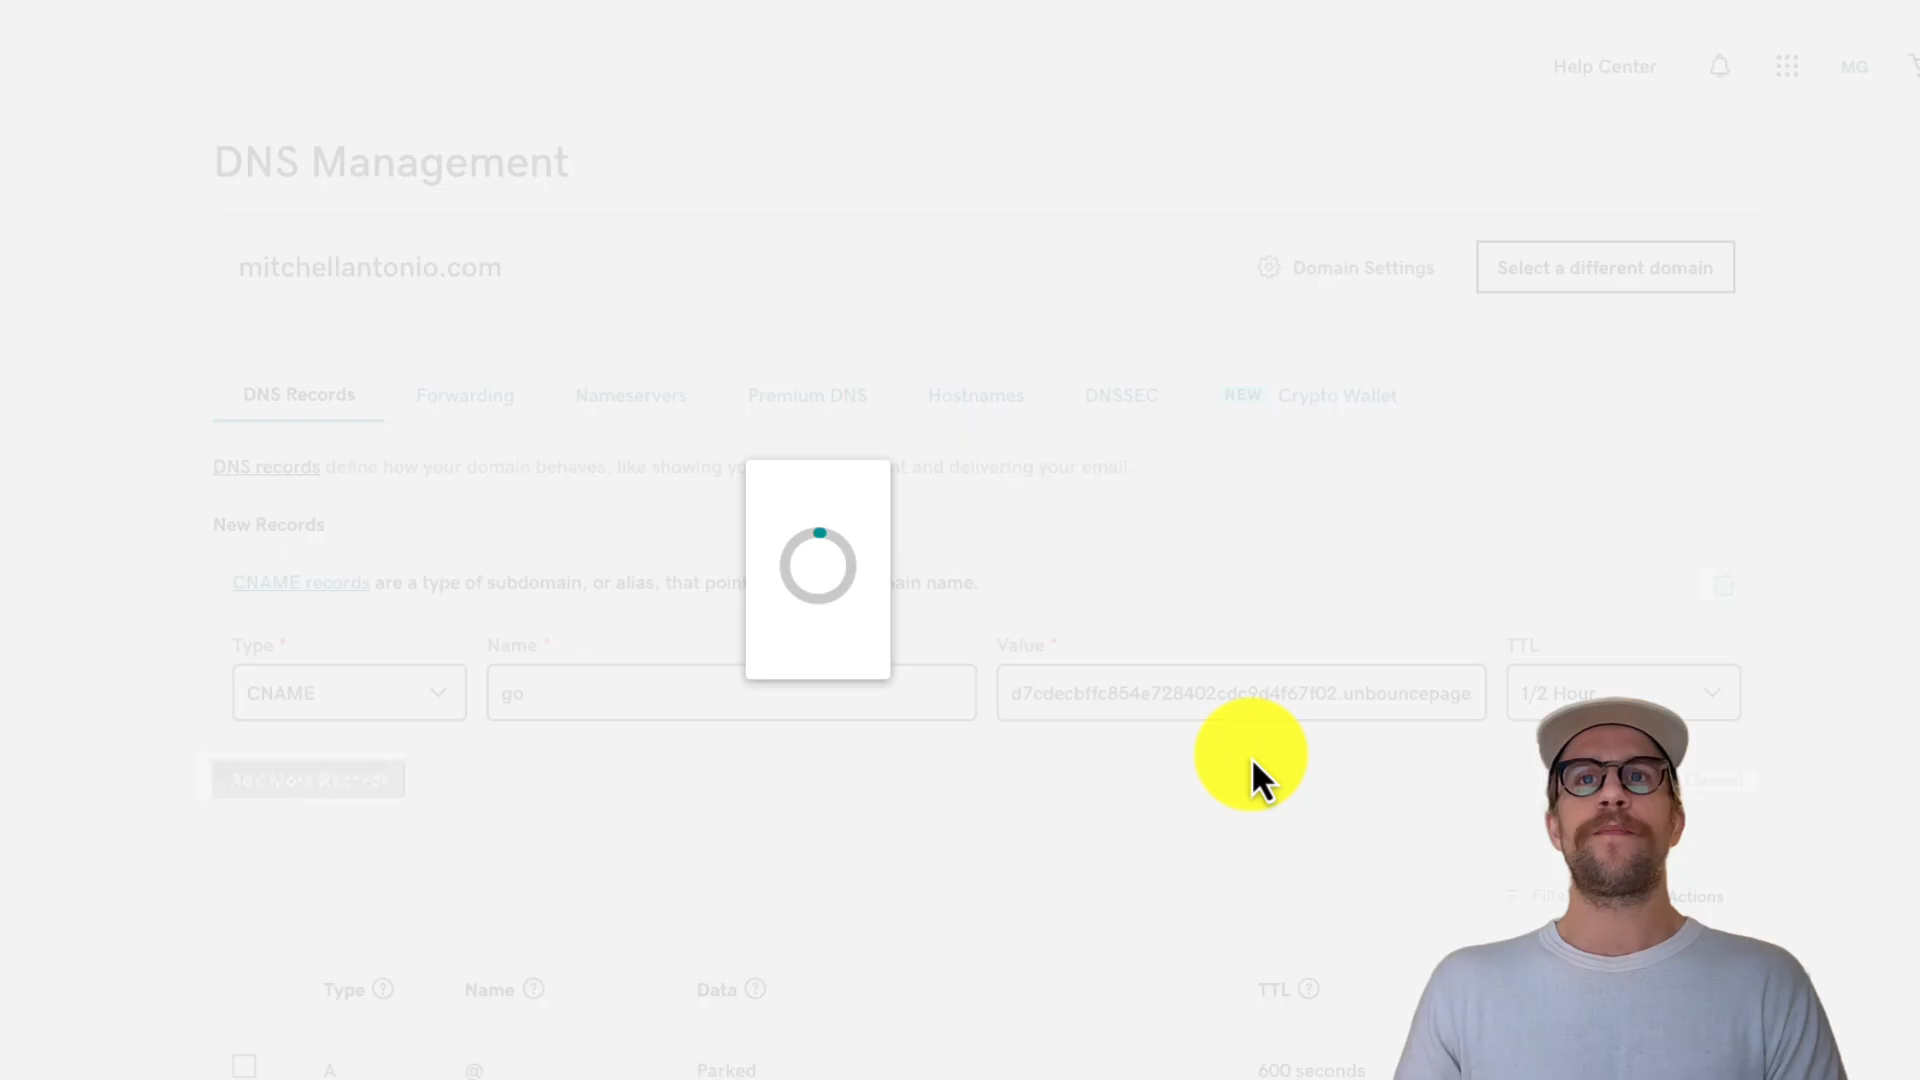 Help Center
MG
DNS Management
mitchellantonio.com
Domain Settings
Select a different domain
DNS Records
Forwarding
Nameservers
Premium DNS
Hostnames
DNSSEC
NEW Crypto Wallet
DNS records define how your domain behaves, like showing and delivering your email.
New Records
CNAME records are a type of subdomain, or alias, that name.
Type *
Name *
Value *
TTL
CNAME
go
d7cdecbffc854e728402cdc9d4f67f02.unbouncepage
1/2 Hour
Add More Records
Actions
Type
Name
Data
TTL
A
@
Parked
600 seconds